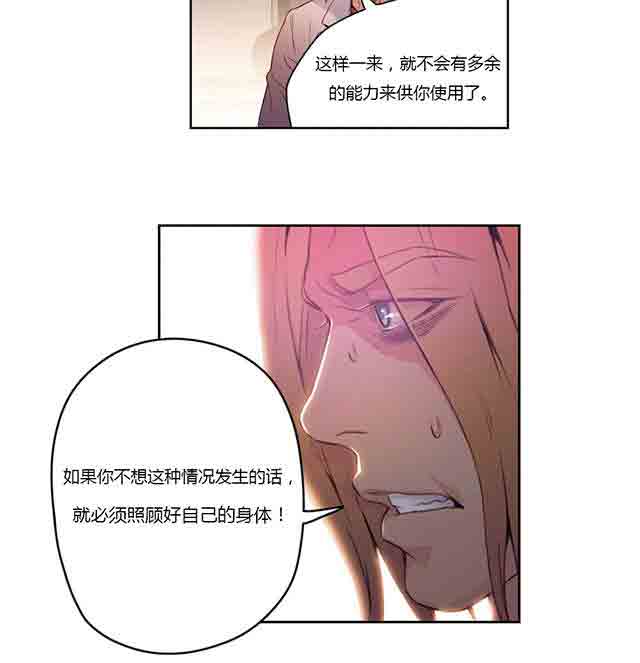 这样一来，就不会有多余
的能力来供你使用了。
如果你不想这种情况发生的话，
就必须照顾好自己的身体！